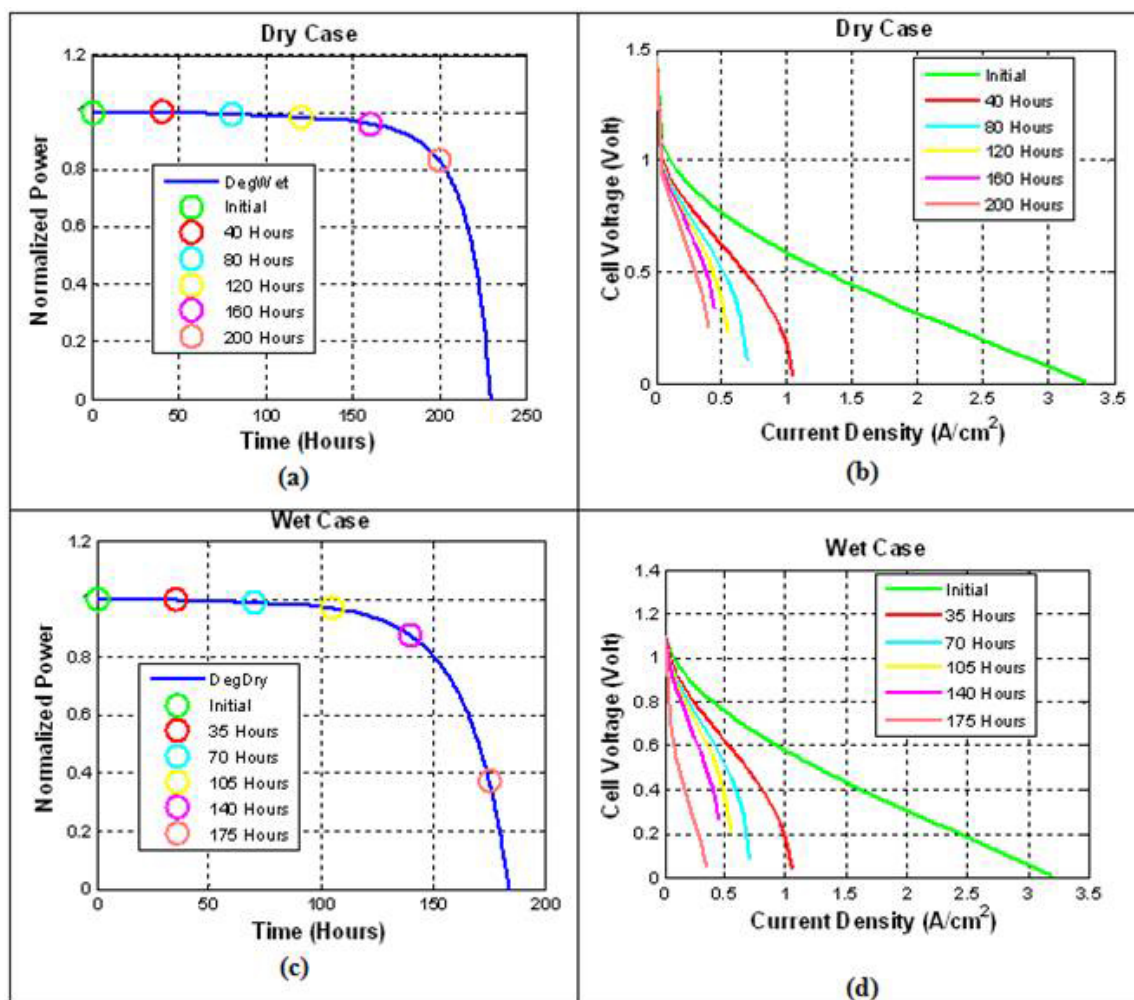 Dry Case
1.2
1
0.8
0.6
0.4
0.2
0
Normalized Power
DegWet
Initial
40 Hours
80 Hours
120 Hours
160 Hours
200 Hours
0 50 100 150 200 250
Time (Hours)
(a)
Dry Case
1.5
1
0.5
0
Cell Voltage (Volt)
Initial
40 Hours
80 Hours
120 Hours
160 Hours
200 Hours
0 0.5 1 1.5 2 2.5 3 3.5
Current Density (A/cm²)
(b)
Wet Case
1.2
1
0.8
0.6
0.4
0.2
0
Normalized Power
DegDry
Initial
35 Hours
70 Hours
105 Hours
140 Hours
175 Hours
0 50 100 150 200
Time (Hours)
(c)
Wet Case
1.4
1.2
1
0.8
0.6
0.4
0.2
0
Cell Voltage (Volt)
Initial
35 Hours
70 Hours
105 Hours
140 Hours
175 Hours
0 0.5 1 1.5 2 2.5 3 3.5
Current Density (A/cm²)
(d)